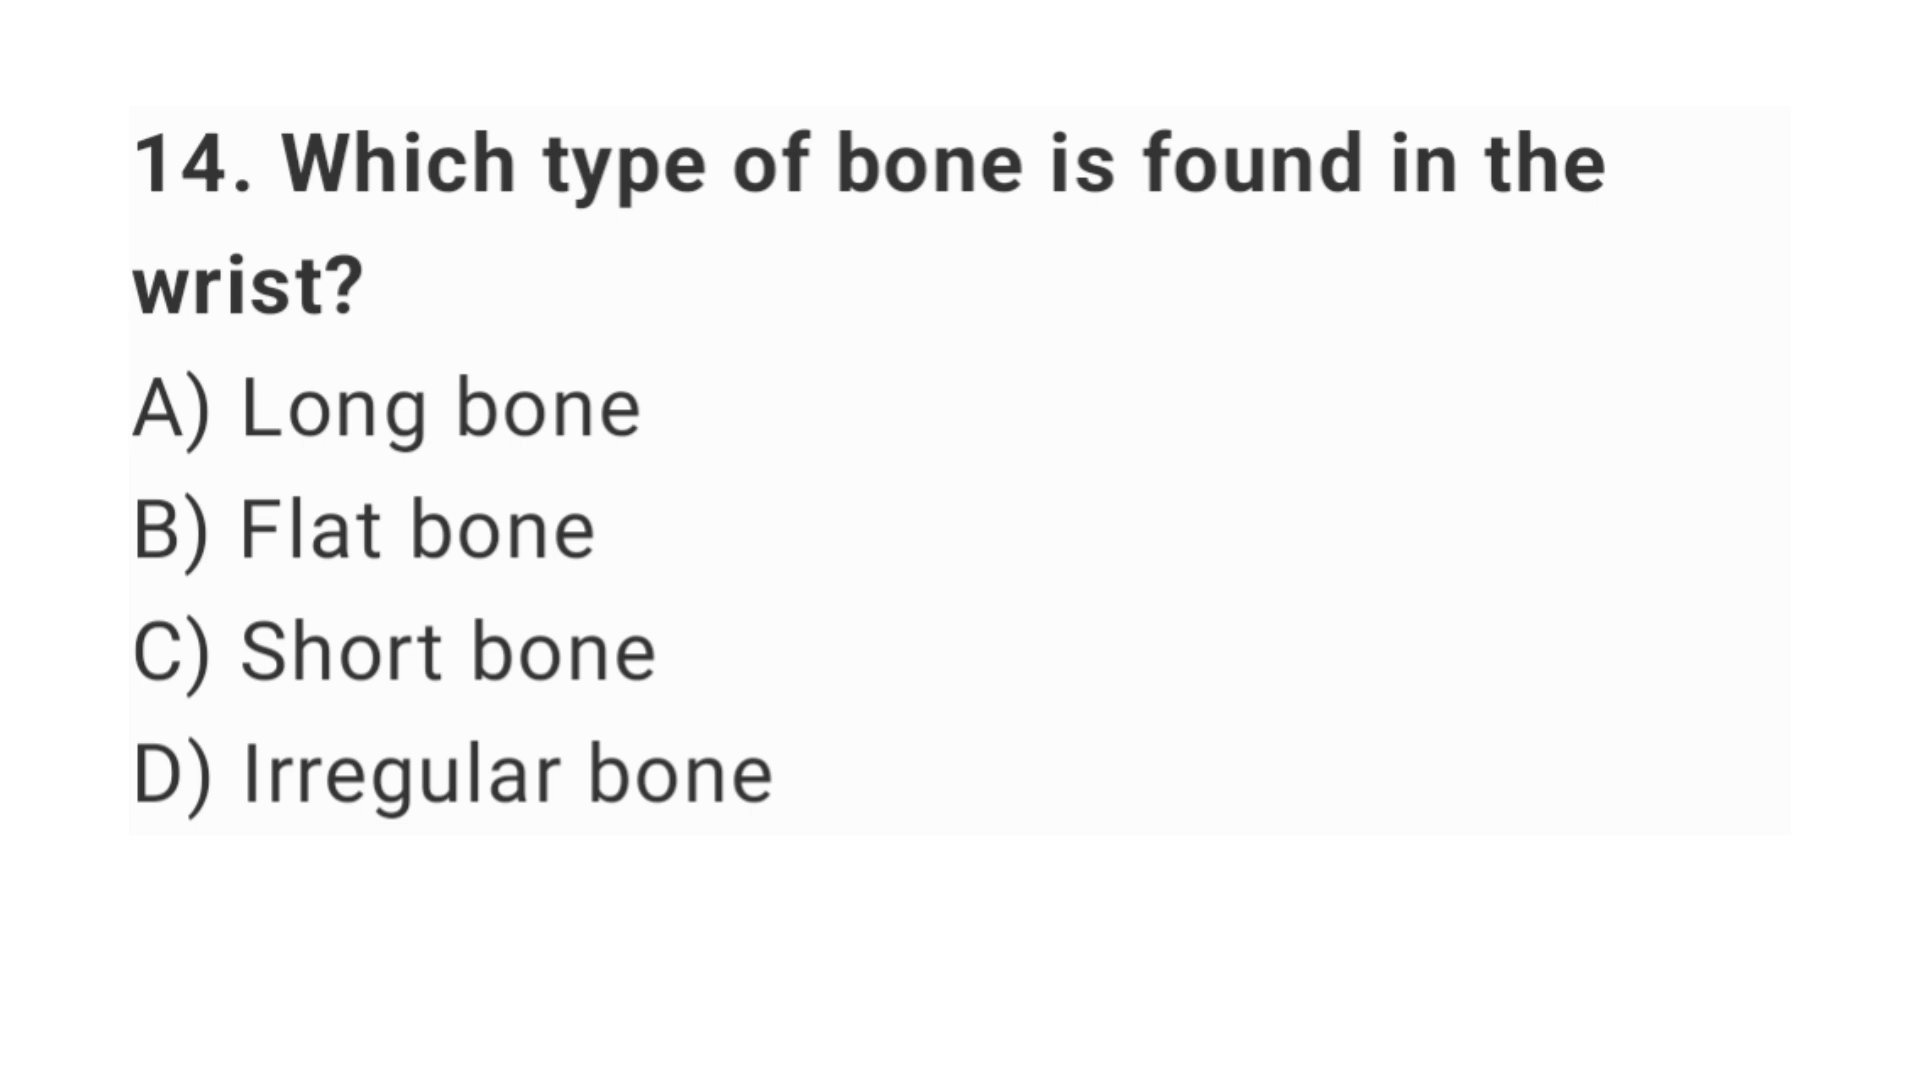 14. Which type of bone is found in the
wrist?
A) Long bone
B) Flat bone
C) Short bone
D) Irregular bone